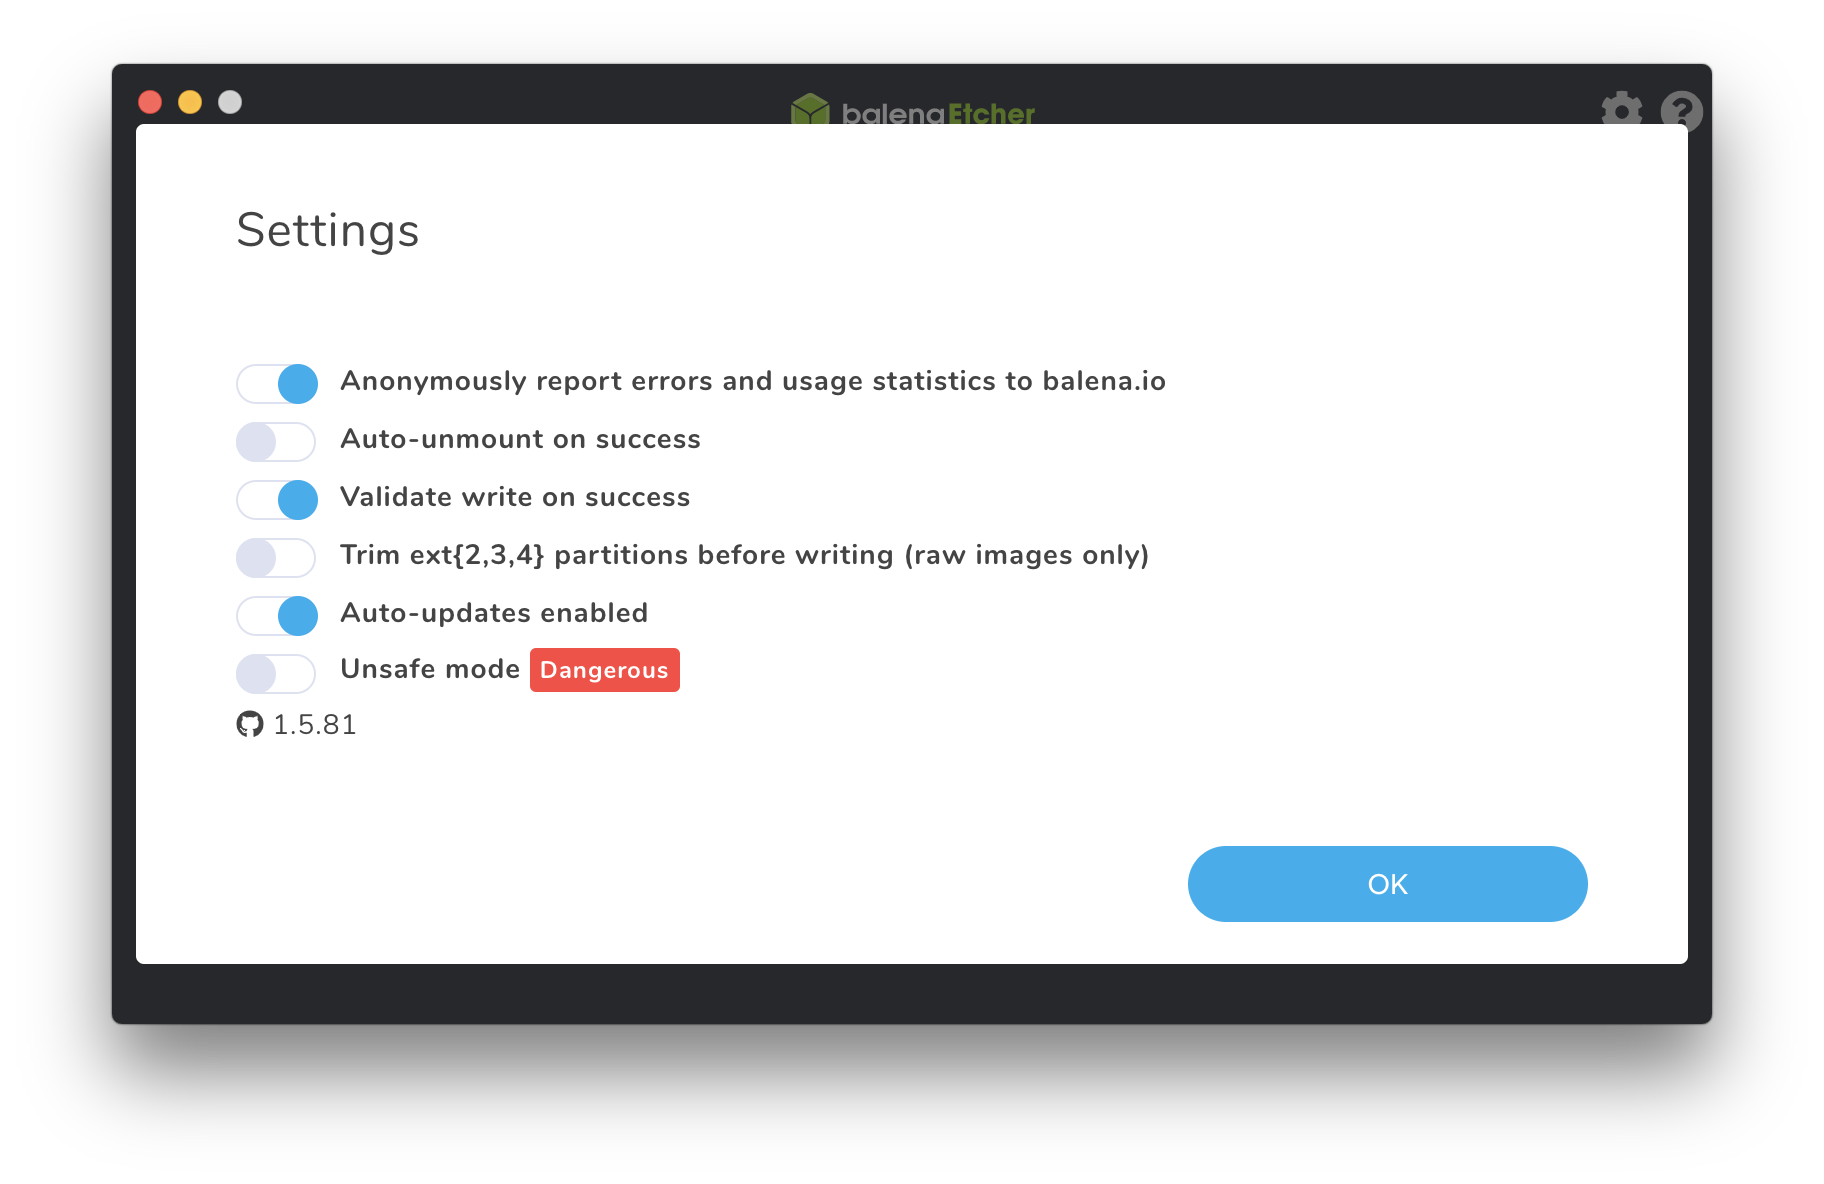 balenaEtcher
Settings
Anonymously report errors and usage statistics to balena.io
Auto-unmount on success
Validate write on success
Trim ext{2,3,4} partitions before writing (raw images only)
Auto-updates enabled
Unsafe mode Dangerous
1.5.81
OK